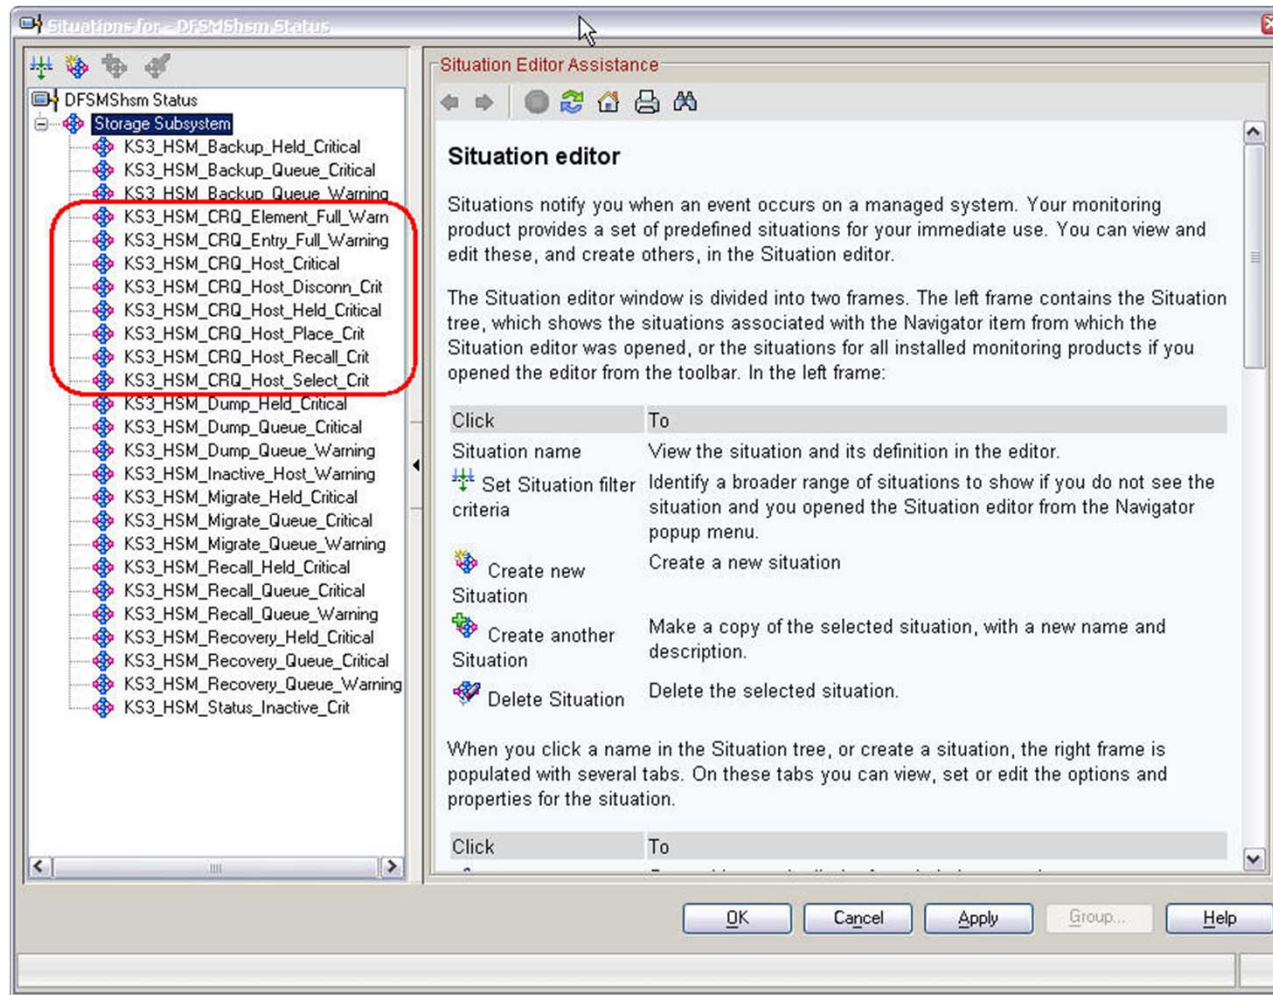 Situations for - DFSMShsm Status
DFSMShsm Status
Storage Subsystem
KS3_HSM_Backup_Held_Critical
KS3_HSM_Backup_Queue_Critical
KS3_HSM_Backup_Queue_Warning
KS3_HSM_CRQ_Element_Full_Warn
KS3_HSM_CRQ_Entry_Full_Warning
KS3_HSM_CRQ_Host_Critical
KS3_HSM_CRQ_Host_Disconn_Crit
KS3_HSM_CRQ_Host_Held_Critical
KS3_HSM_CRQ_Host_Place_Crit
KS3_HSM_CRQ_Host_Recall_Crit
KS3_HSM_CRQ_Host_Select_Crit
KS3_HSM_Dump_Held_Critical
KS3_HSM_Dump_Queue_Critical
KS3_HSM_Dump_Queue_Warning
KS3_HSM_Inactive_Host_Warning
KS3_HSM_Migrate_Held_Critical
KS3_HSM_Migrate_Queue_Critical
KS3_HSM_Migrate_Queue_Warning
KS3_HSM_Recall_Held_Critical
KS3_HSM_Recall_Queue_Critical
KS3_HSM_Recall_Queue_Warning
KS3_HSM_Recovery_Held_Critical
KS3_HSM_Recovery_Queue_Critical
KS3_HSM_Recovery_Queue_Warning
KS3_HSM_Status_Inactive_Crit
Situation Editor Assistance
Situation editor
Situations notify you when an event occurs on a managed system. Your monitoring
product provides a set of predefined situations for your immediate use. You can view and
edit these, and create others, in the Situation editor.
The Situation editor window is divided into two frames. The left frame contains the Situation
tree, which shows the situations associated with the Navigator item from which the
Situation editor was opened, or the situations for all installed monitoring products if you
opened the editor from the toolbar. In the left frame:
Click To
Situation name View the situation and its definition in the editor.
Set Situation filter Identify a broader range of situations to show if you do not see the
criteria situation and you opened the Situation editor from the Navigator
popup menu.
Create new Create a new situation
Situation
Create another Make a copy of the selected situation, with a new name and
Situation description.
Delete Situation Delete the selected situation.
When you click a name in the Situation tree, or create a situation, the right frame is
populated with several tabs. On these tabs you can view, set or edit the options and
properties for the situation.
Click To
OK Cancel Apply Group... Help